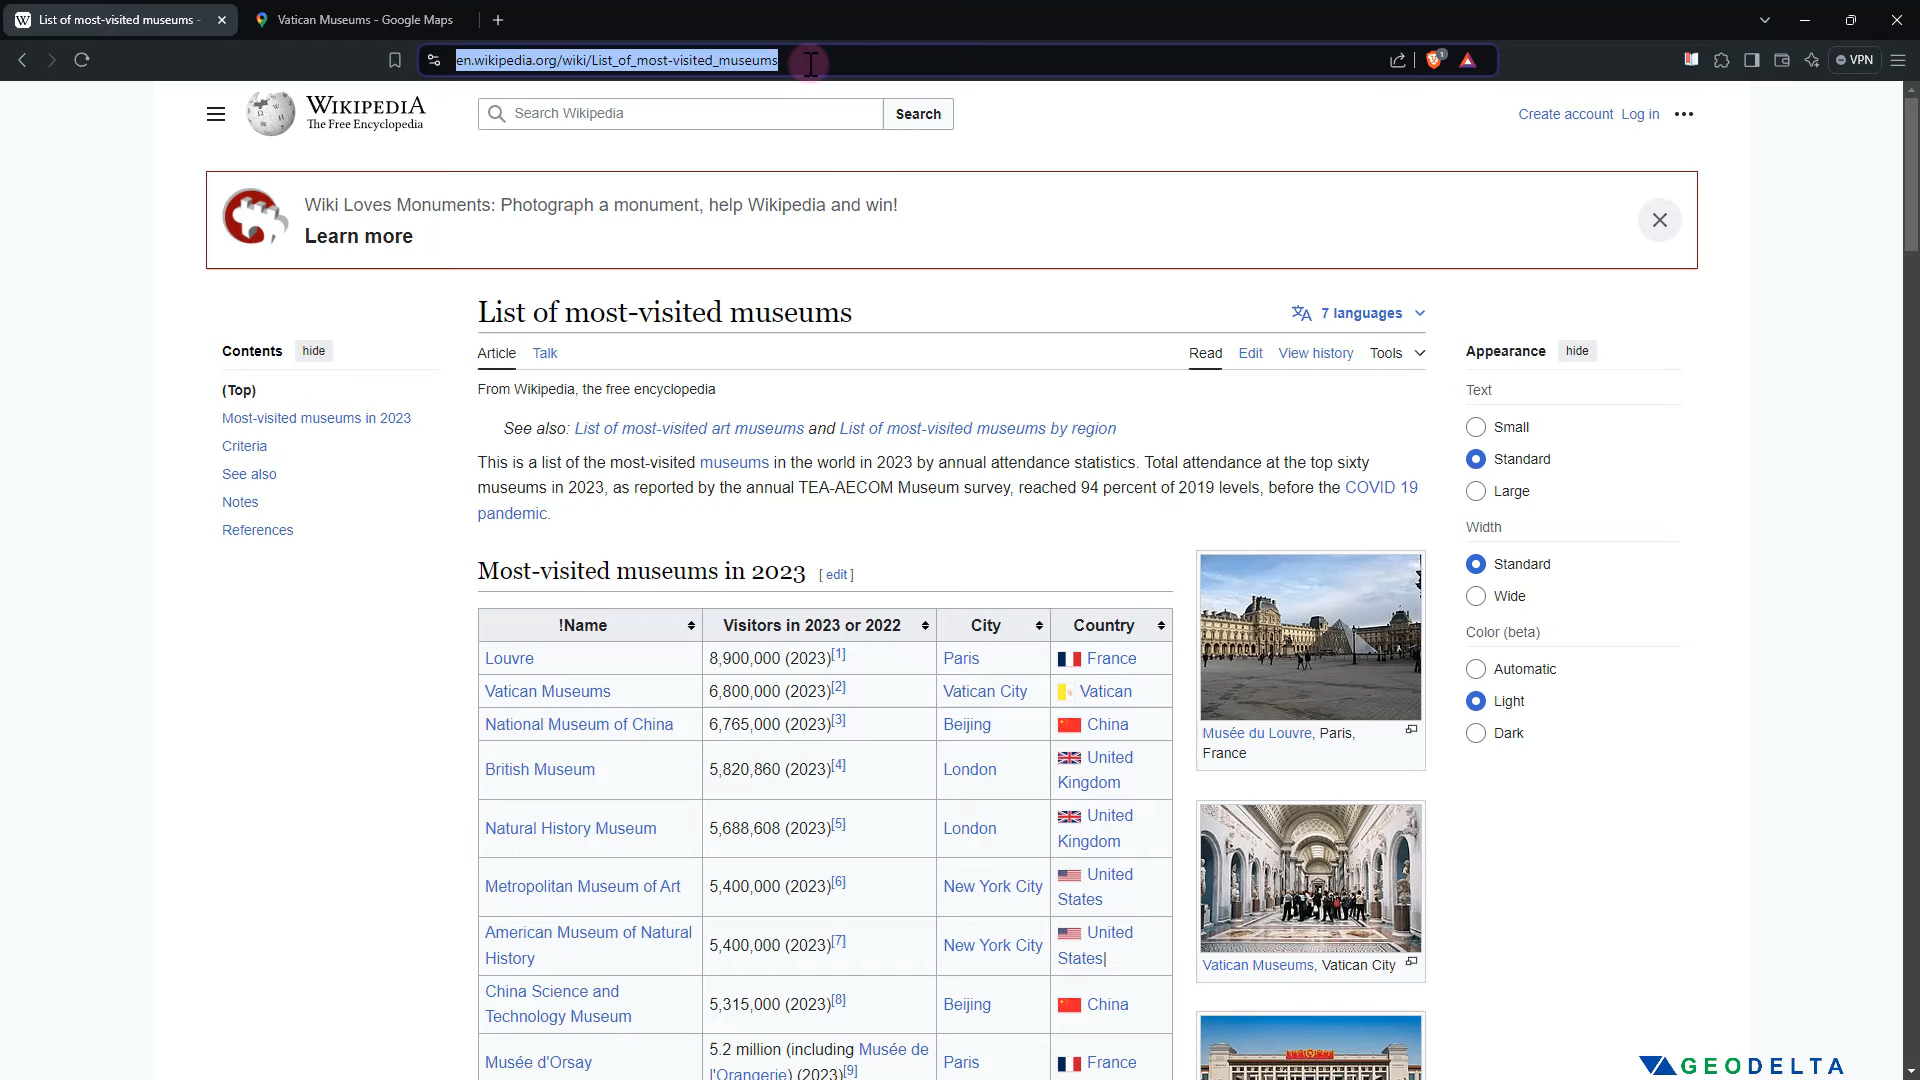 List of most-visited museums -
Vatican Museums - Google Maps
en.wikipedia.org/wiki/List_of_most-visited_museums
1
VPN
WIKIPEDIA
The Free Encyclopedia
Search Wikipedia
Search
Create account Log in
Wiki Loves Monuments: Photograph a monument, help Wikipedia and win!
Learn more
List of most-visited museums
7 languages
Contents hide
Article Talk
Read Edit View history Tools
Appearance hide
(Top)
Most-visited museums in 2023
Criteria
See also
Notes
References
From Wikipedia, the free encyclopedia
See also: List of most-visited art museums and List of most-visited museums by region
This is a list of the most-visited museums in the world in 2023 by annual attendance statistics. Total attendance at the top sixty
museums in 2023, as reported by the annual TEA-AECOM Museum survey, reached 94 percent of 2019 levels, before the COVID 19
pandemic.
Most-visited museums in 2023 [ edit ]
!Name Visitors in 2023 or 2022 City Country
Louvre 8,900,000 (2023)[1] Paris France
Vatican Museums 6,800,000 (2023)[2] Vatican City Vatican
National Museum of China 6,765,000 (2023)[3] Beijing China
British Museum 5,820,860 (2023)[4] London United
Kingdom
Natural History Museum 5,688,608 (2023)[5] London United
Kingdom
Metropolitan Museum of Art 5,400,000 (2023)[6] New York City United
States
American Museum of Natural
History 5,400,000 (2023)[7] New York City United
States
China Science and
Technology Museum 5,315,000 (2023)[8] Beijing China
Musée d'Orsay 5.2 million (including Musée de
l'Orangerie) (2023)[9] Paris France
Musée du Louvre, Paris,
France
Vatican Museums, Vatican City
Text
Small
Standard
Large
Width
Standard
Wide
Color (beta)
Automatic
Light
Dark
GEODELTA